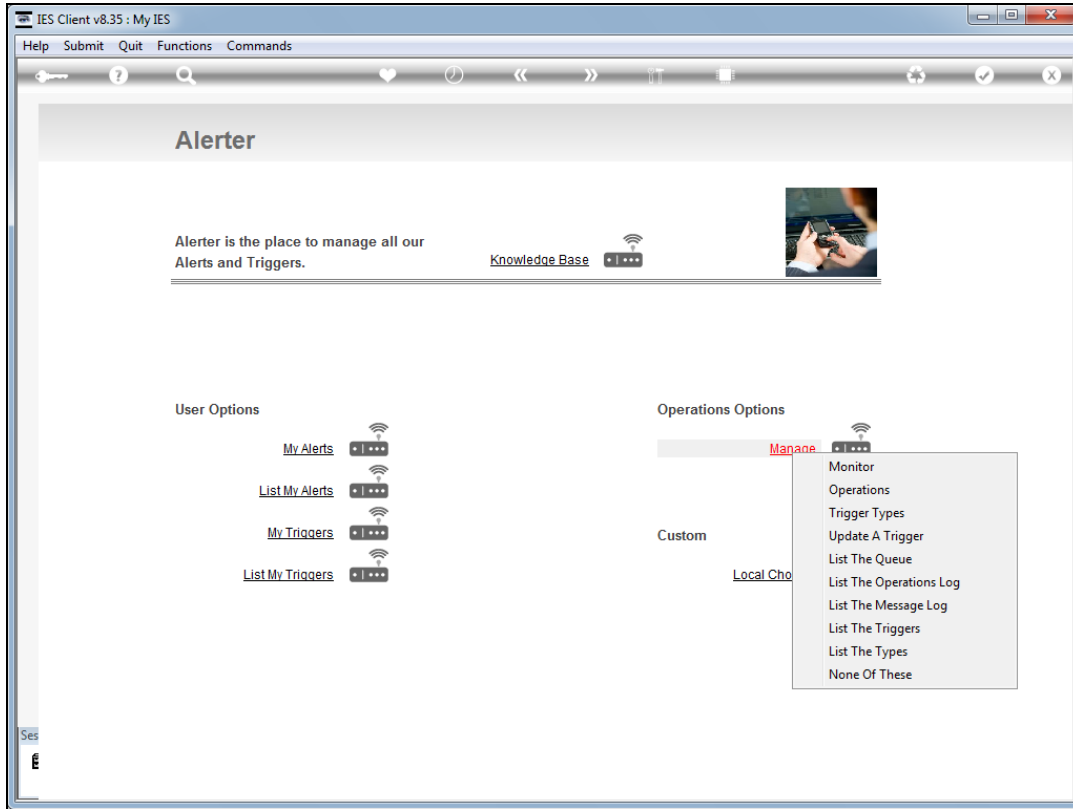 IES Client v8.35 : My IES
Help Submit Quit Functions Commands
Alerter
Alerter is the place to manage all our
Alerts and Triggers.
Knowledge Base
User Options
My Alerts
List My Alerts
My Triggers
List My Triggers
Operations Options
Manage
Monitor
Operations
Trigger Types
Update A Trigger
List The Queue
List The Operations Log
List The Message Log
List The Triggers
List The Types
None Of These
Custom
Local Cho
Ses